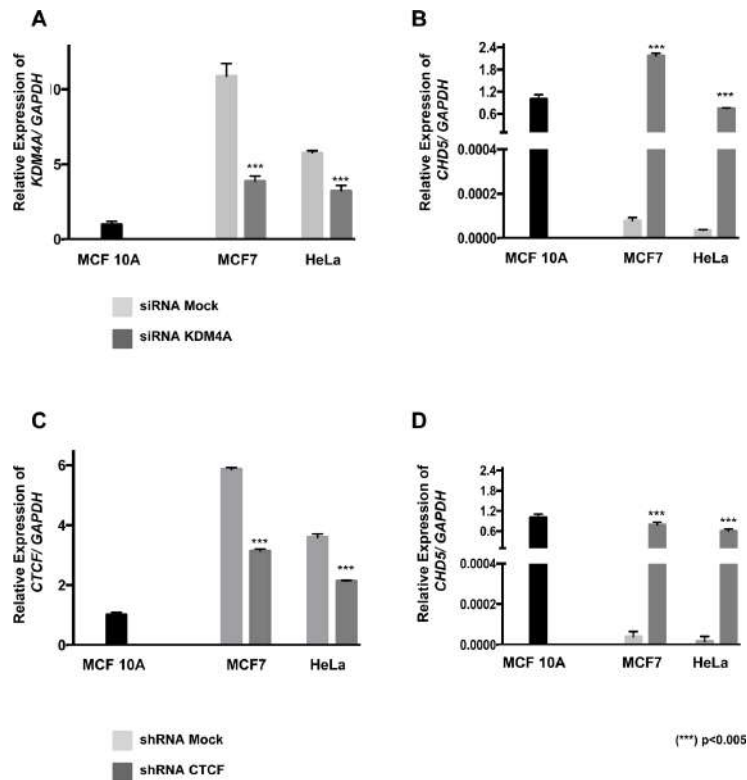 A
Relative Expression of
KDM4A/ GAPDH
10
5
0
MCF 10A
MCF7
HeLa
***
***
siRNA Mock
siRNA KDM4A
B
Relative Expression of
CHD5/ GAPDH
2.4
1.8
1.2
0.6
0.0004
0.0002
0.0000
MCF 10A
MCF7
HeLa
***
***
C
Relative Expression of
CTCF/ GAPDH
6
4
2
0
MCF 10A
MCF7
HeLa
***
***
shRNA Mock
shRNA CTCF
D
Relative Expression of
CHD5/ GAPDH
2.4
1.8
1.2
0.6
0.0004
0.0002
0.0000
MCF 10A
MCF7
HeLa
***
***
(***) p<0.005